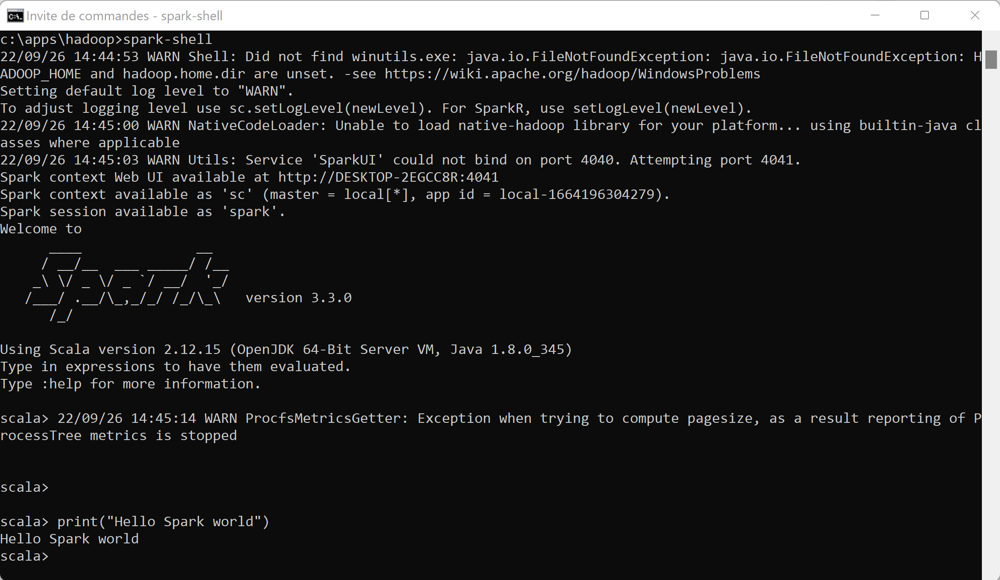 Invite de commandes - spark-shell
c:\apps\hadoop>spark-shell
22/09/26 14:44:53 WARN Shell: Did not find winutils.exe: java.io.FileNotFoundException: java.io.FileNotFoundException: H
ADOOP_HOME and hadoop.home.dir are unset. -see https://wiki.apache.org/hadoop/WindowsProblems
Setting default log level to "WARN".
To adjust logging level use sc.setLogLevel(newLevel). For SparkR, use setLogLevel(newLevel).
22/09/26 14:45:00 WARN NativeCodeLoader: Unable to load native-hadoop library for your platform... using builtin-java cl
asses where applicable
22/09/26 14:45:03 WARN Utils: Service 'SparkUI' could not bind on port 4040. Attempting port 4041.
Spark context Web UI available at http://DESKTOP-2EGCC8R:4041
Spark context available as 'sc' (master = local[*], app id = local-1664196304279).
Spark session available as 'spark'.
Welcome to
      ____              __
     / __/__  ___ _____/ /__
    _\ \/ _ \/ _ `/ __/  '_/
   /___/ .__/\_,_/_/ /_/\_\   version 3.3.0
      /_/
Using Scala version 2.12.15 (OpenJDK 64-Bit Server VM, Java 1.8.0_345)
Type in expressions to have them evaluated.
Type :help for more information.
scala> 22/09/26 14:45:14 WARN ProcfsMetricsGetter: Exception when trying to compute pagesize, as a result reporting of P
rocessTree metrics is stopped
scala>
scala> print("Hello Spark world")
Hello Spark world
scala>